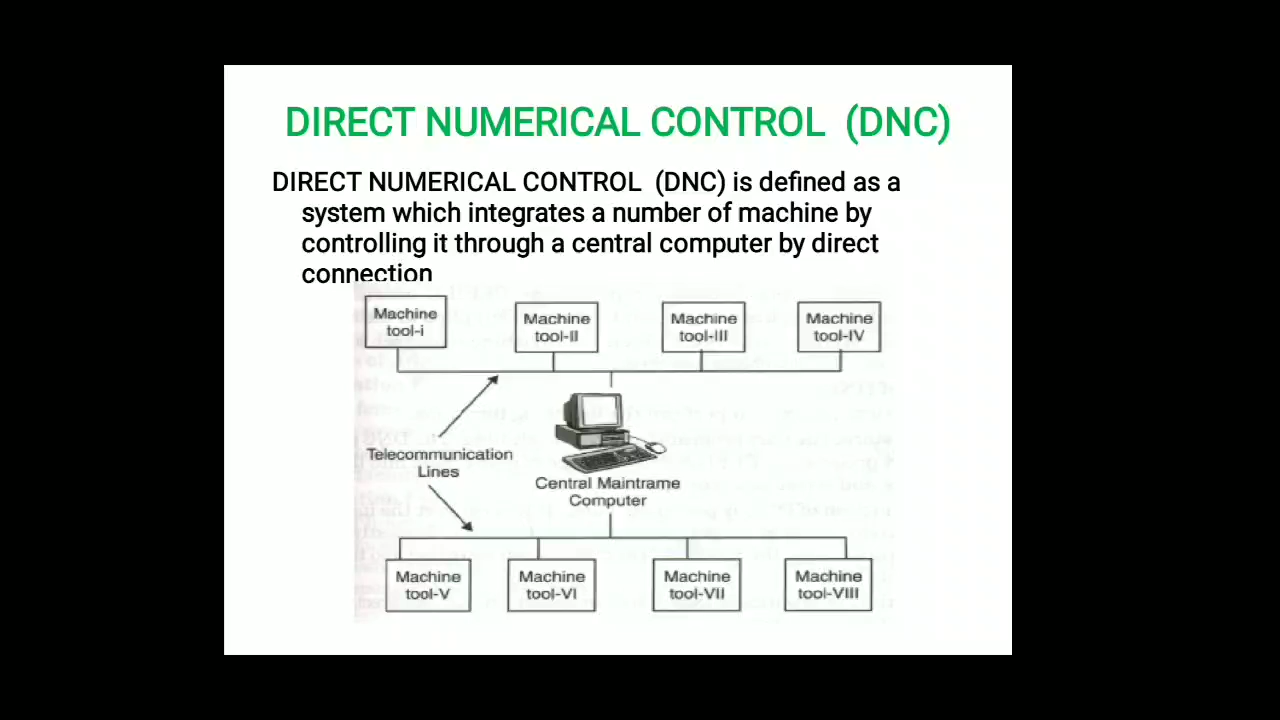 DIRECT NUMERICAL CONTROL (DNC)
DIRECT NUMERICAL CONTROL (DNC) is defined as a
system which integrates a number of machine by
controlling it through a central computer by direct
connection
Machine
tool-i
Machine
tool-II
Machine
tool-III
Machine
tool-IV
Telecommunication
Lines
Central Maintrame
Computer
Machine
tool-V
Machine
tool-VI
Machine
tool-VII
Machine
tool-VIII